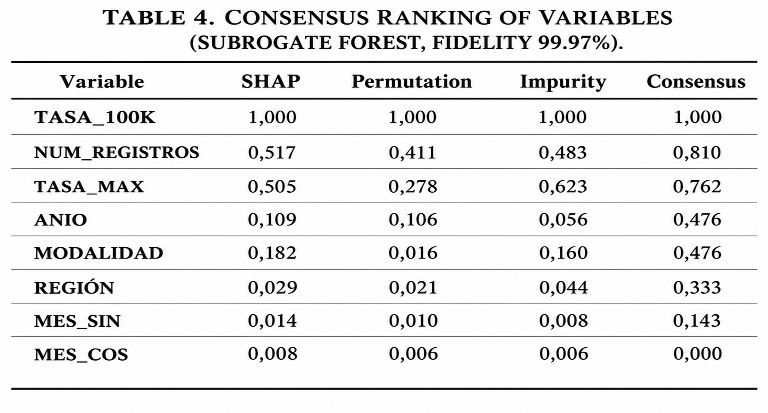 TABLE 4. CONSENSUS RANKING OF VARIABLES
(SUBROGATE FOREST, FIDELITY 99.97%).
Variable SHAP Permutation Impurity Consensus
TASA_100K 1,000 1,000 1,000 1,000
NUM_REGISTROS 0,517 0,411 0,483 0,810
TASA_MAX 0,505 0,278 0,623 0,762
ANIO 0,109 0,106 0,056 0,476
MODALIDAD 0,182 0,016 0,160 0,476
REGIÓN 0,029 0,021 0,044 0,333
MES_SIN 0,014 0,010 0,008 0,143
MES_COS 0,008 0,006 0,006 0,000